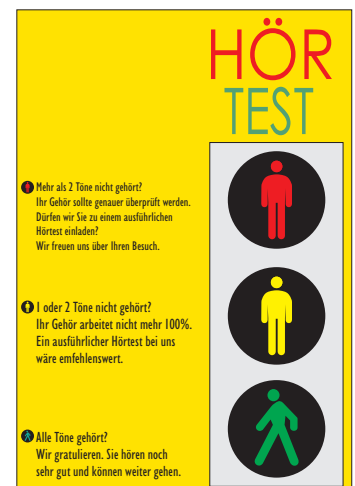 HÖR
TEST
Mehr als 2 Töne nicht gehört?
Ihr Gehör sollte genauer überprüft werden.
Dürfen wir Sie zu einem ausführlichen
Hörtest einladen?
Wir freuen uns über Ihren Besuch.
1 oder 2 Töne nicht gehört?
Ihr Gehör arbeitet nicht mehr 100%.
Ein ausführlicher Hörtest bei uns
wäre emfehlenswert.
Alle Töne gehört?
Wir gratulieren. Sie hören noch
sehr gut und können weiter gehen.